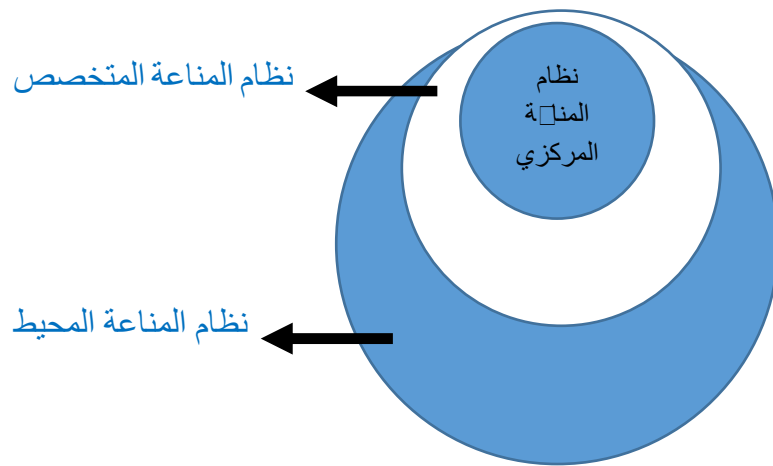 نظام المناعة المتخصص
نظام
المركزي
نظام المناعة المحيط